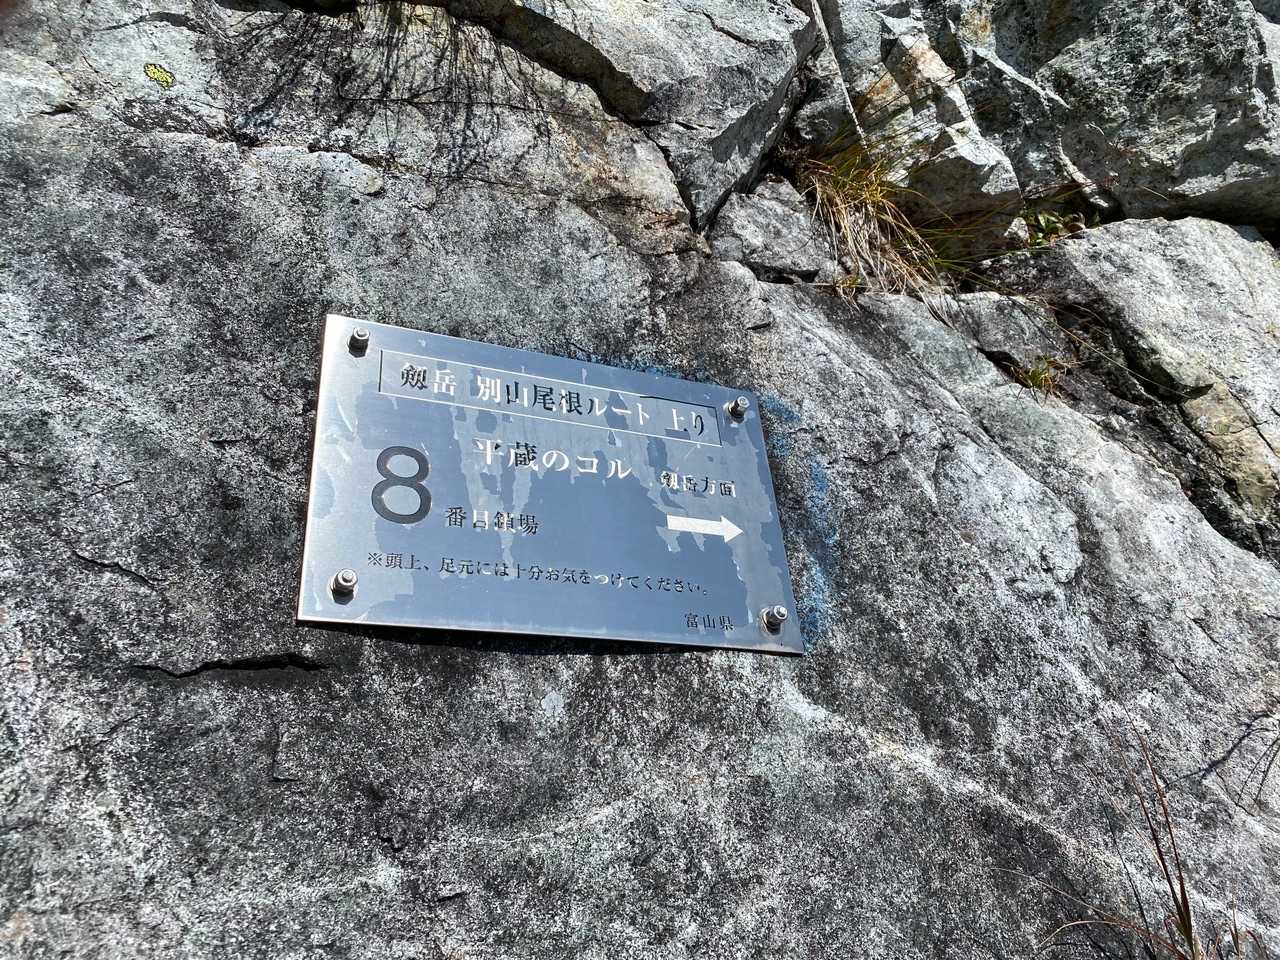 剱岳 別山尾根ルート 上り
平蔵のコル 剱岳方面
8番目鎖場
※頭上、足元には十分お気をつけてください。
富山県